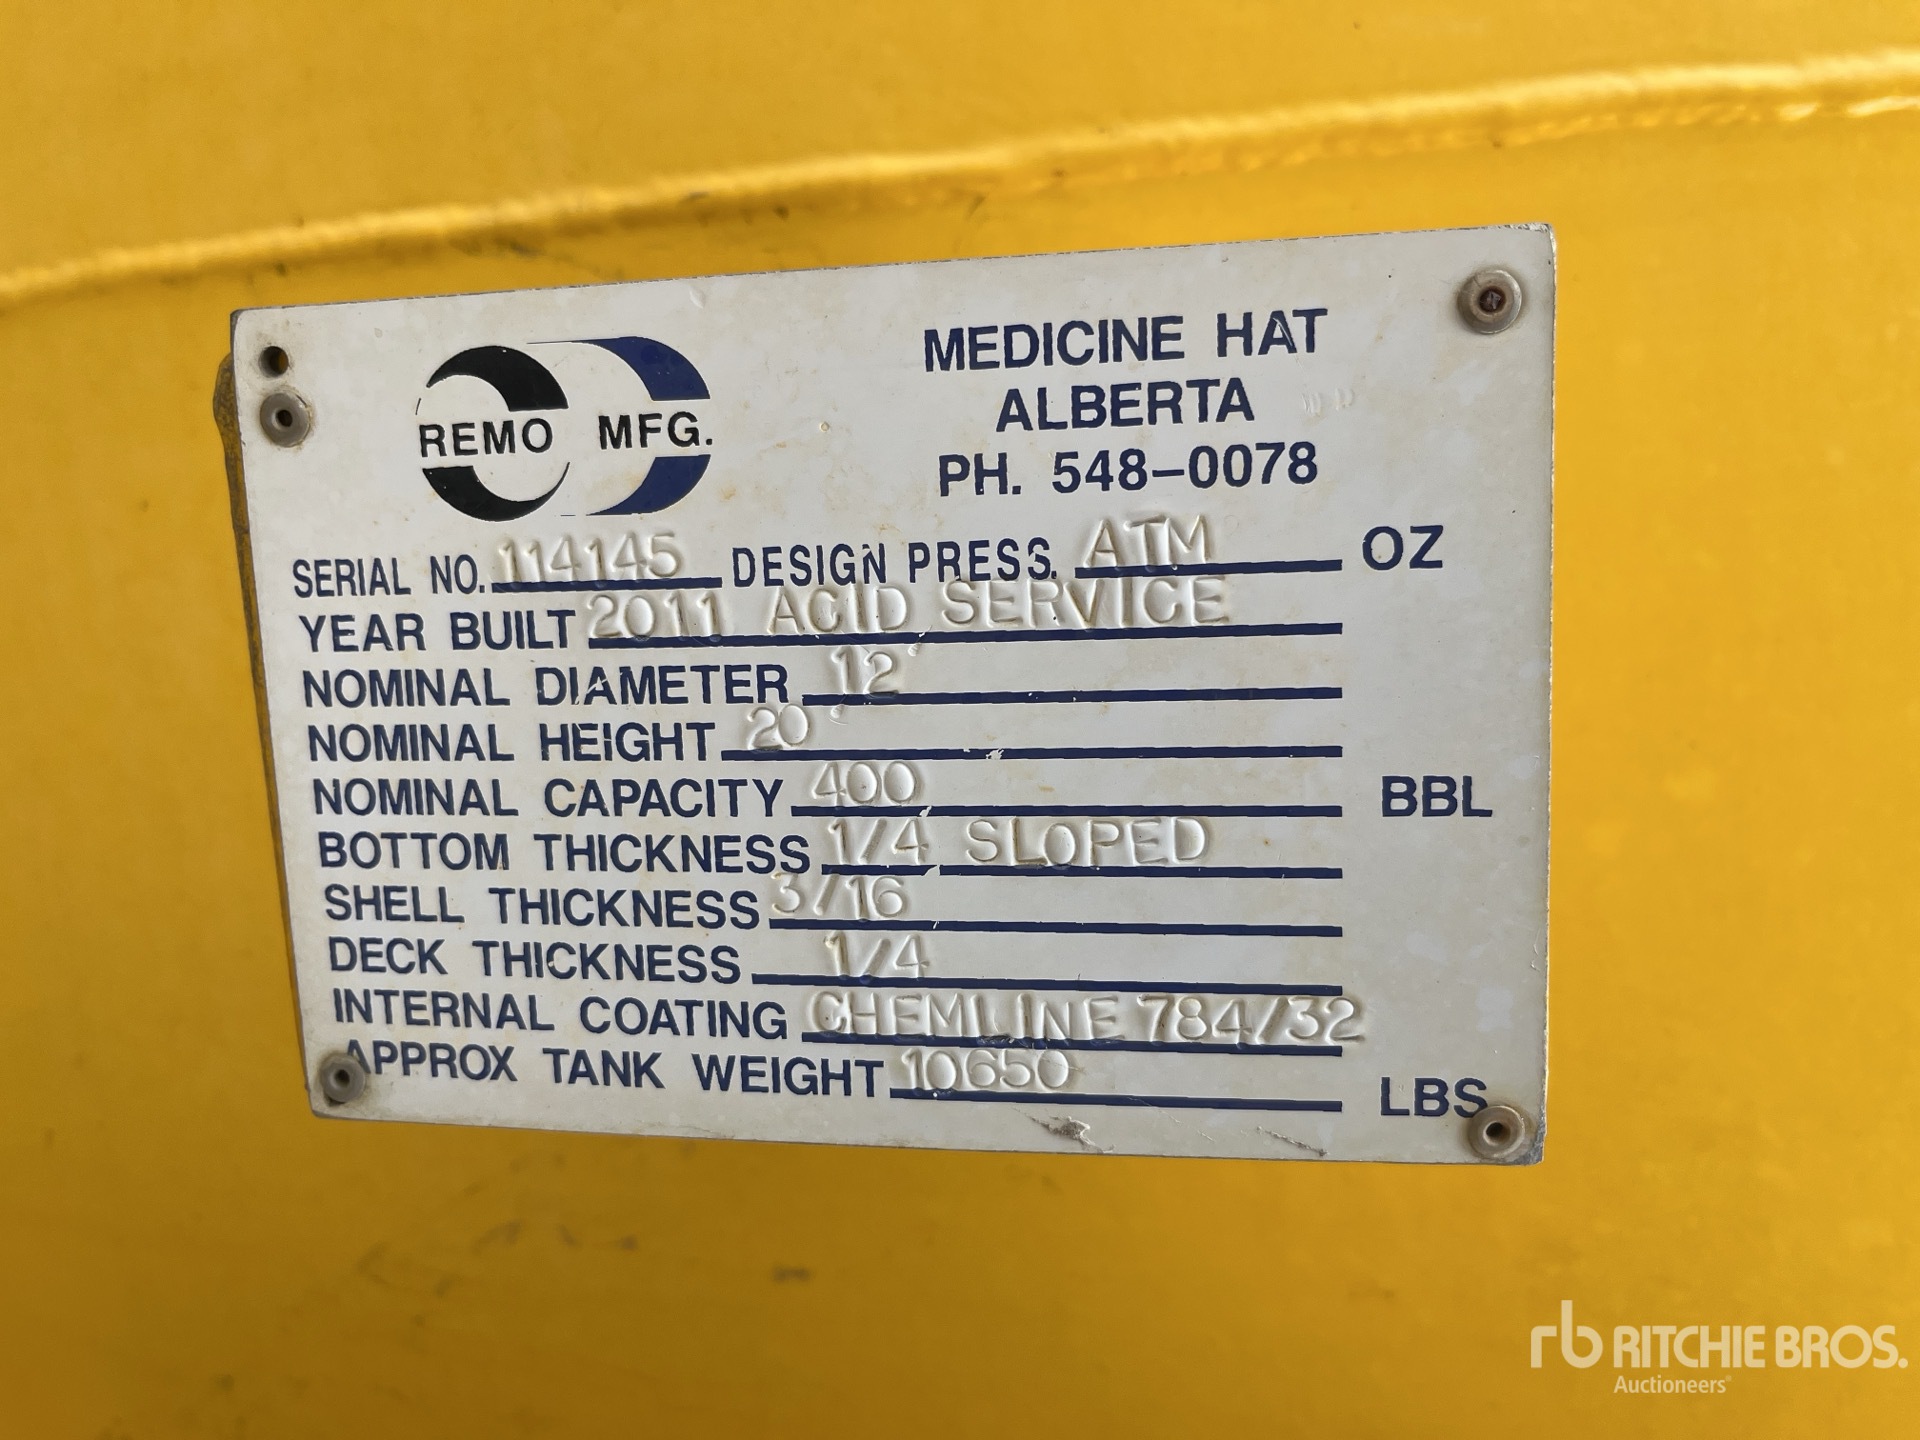 REMO MFG.
MEDICINE HAT
ALBERTA
PH. 548-0078
SERIAL NO. 114145 DESIGN PRESS. ATM OZ
YEAR BUILT 2011 ACID SERVICE
NOMINAL DIAMETER 12'
NOMINAL HEIGHT 20'
NOMINAL CAPACITY 400 BBL
BOTTOM THICKNESS 1/4 SLOPED
SHELL THICKNESS 3/16
DECK THICKNESS 1/4
INTERNAL COATING CHEMLINE 784/32
APPROX TANK WEIGHT 10650 LBS
rb RITCHIE BROS.
Auctioneers